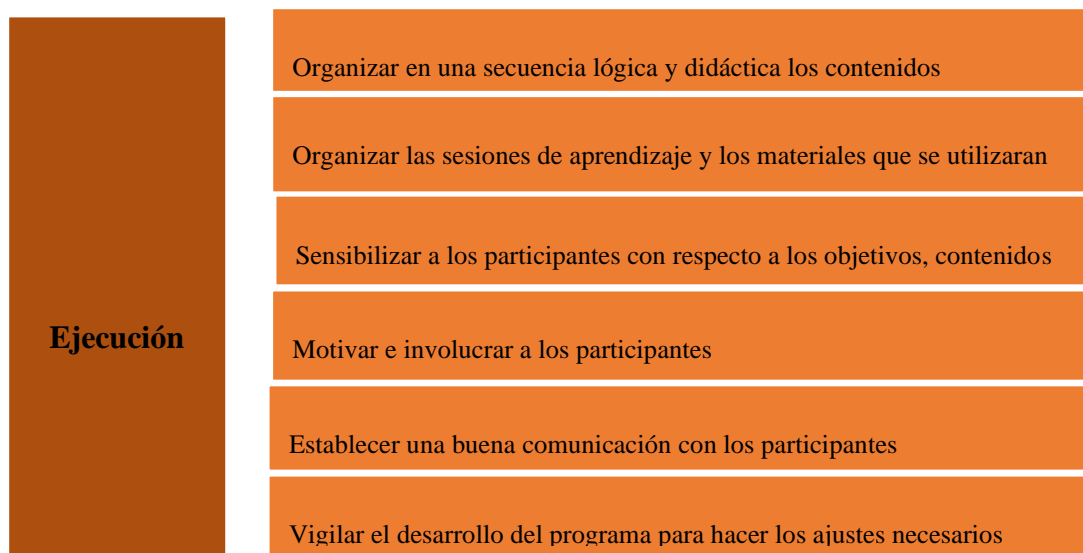 Ejecución
Organizar en una secuencia lógica y didáctica los contenidos
Organizar las sesiones de aprendizaje y los materiales que se utilizaran
Sensibilizar a los participantes con respecto a los objetivos, contenidos
Motivar e involucrar a los participantes
Establecer una buena comunicación con los participantes
Vigilar el desarrollo del programa para hacer los ajustes necesarios